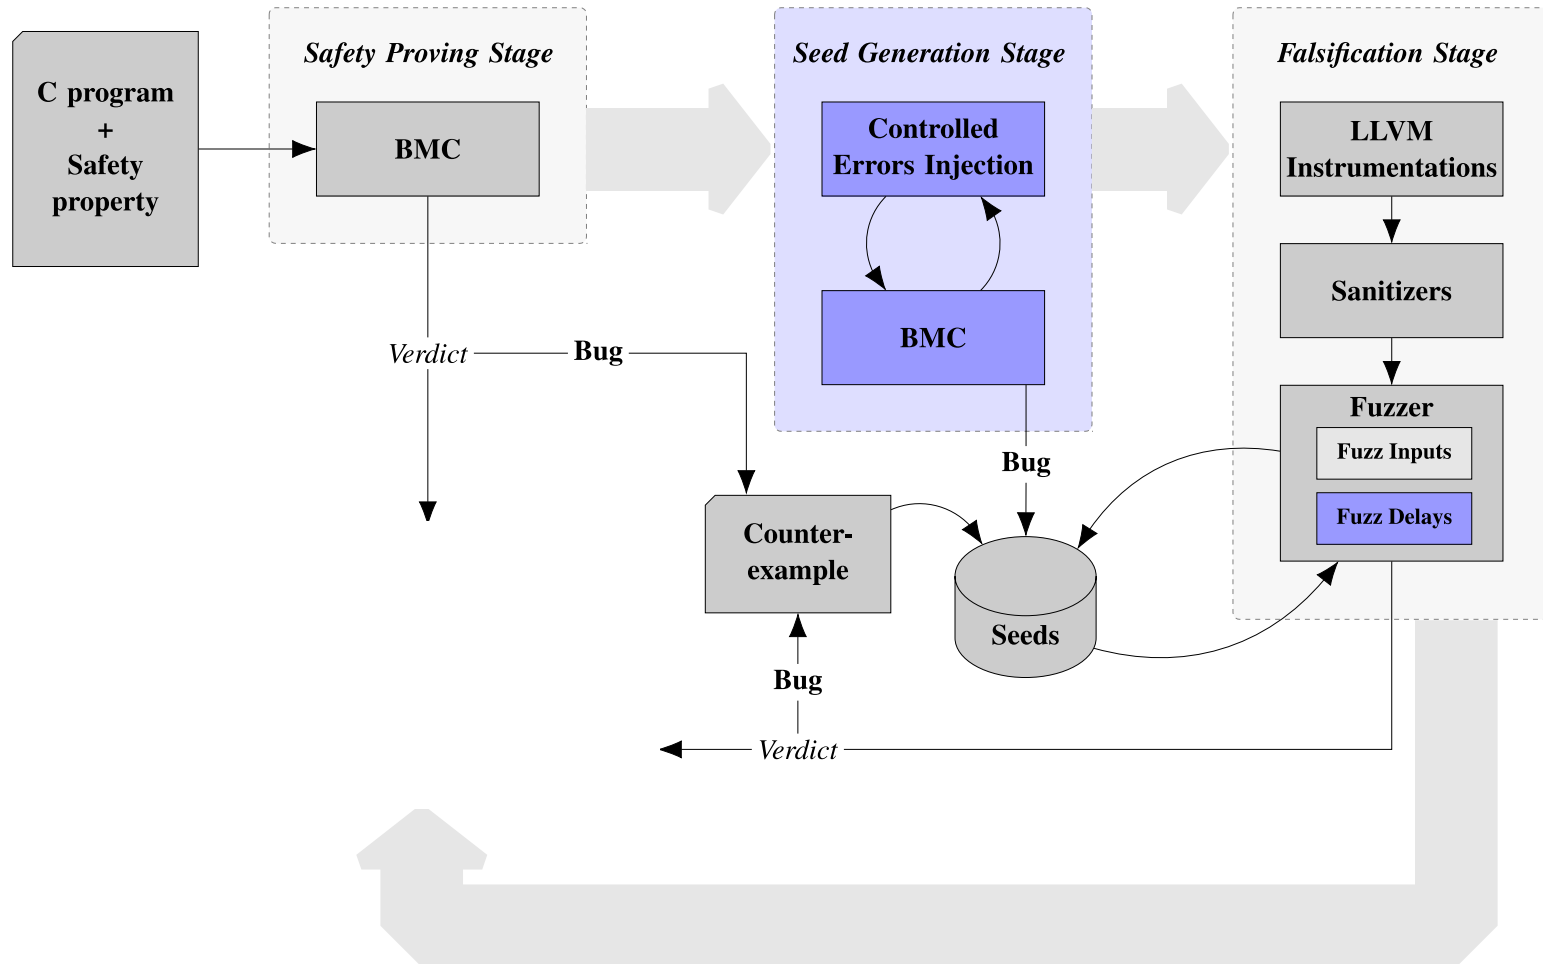 C program
+
Safety
property
Safety Proving Stage
BMC
Seed Generation Stage
Controlled
Errors Injection
BMC
Falsification Stage
LLVM
Instrumentations
Sanitizers
Fuzzer
Fuzz Inputs
Fuzz Delays
Verdict
Bug
Bug
Counter-
example
Seeds
Bug
Verdict